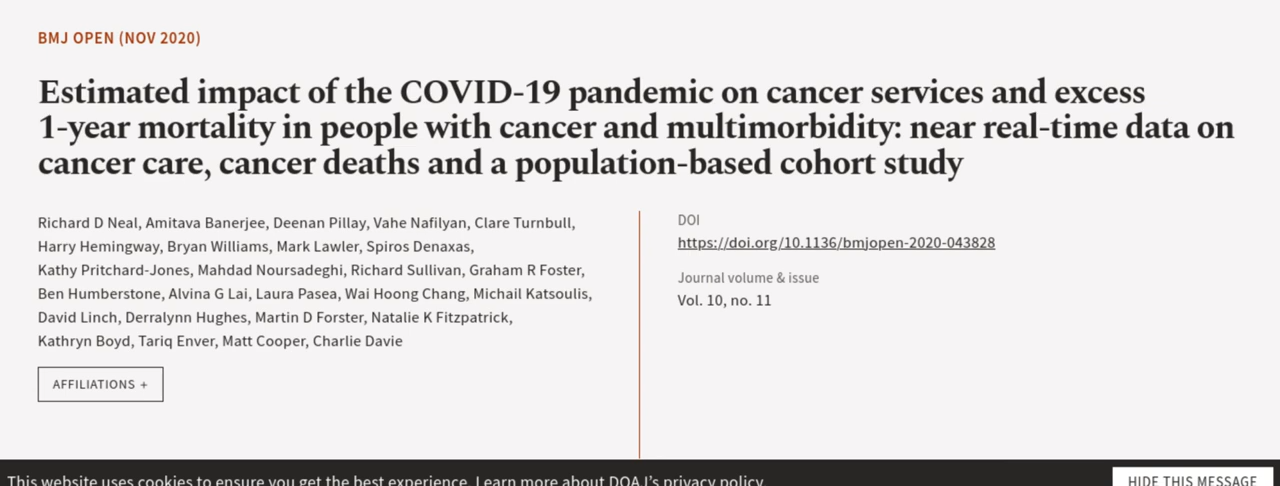 BMJ OPEN (NOV 2020)
Estimated impact of the COVID-19 pandemic on cancer services and excess
1-year mortality in people with cancer and multimorbidity: near real-time data on
cancer care, cancer deaths and a population-based cohort study
Richard D Neal, Amitava Banerjee, Deenan Pillay, Vahe Nafilyan, Clare Turnbull,
Harry Hemingway, Bryan Williams, Mark Lawler, Spiros Denaxas,
Kathy Pritchard-Jones, Mahdad Noursadeghi, Richard Sullivan, Graham R Foster,
Ben Humberstone, Alvina G Lai, Laura Pasea, Wai Hoong Chang, Michail Katsoulis,
David Linch, Derralynn Hughes, Martin D Forster, Natalie K Fitzpatrick,
Kathryn Boyd, Tariq Enver, Matt Cooper, Charlie Davie
AFFILIATIONS +
DOI
https://doi.org/10.1136/bmjopen-2020-043828
Journal volume & issue
Vol. 10, no. 11
This website uses cookies to ensure you get the best experience. Learn more about DOAJ's privacy policy.
HIDE THIS MESSAGE